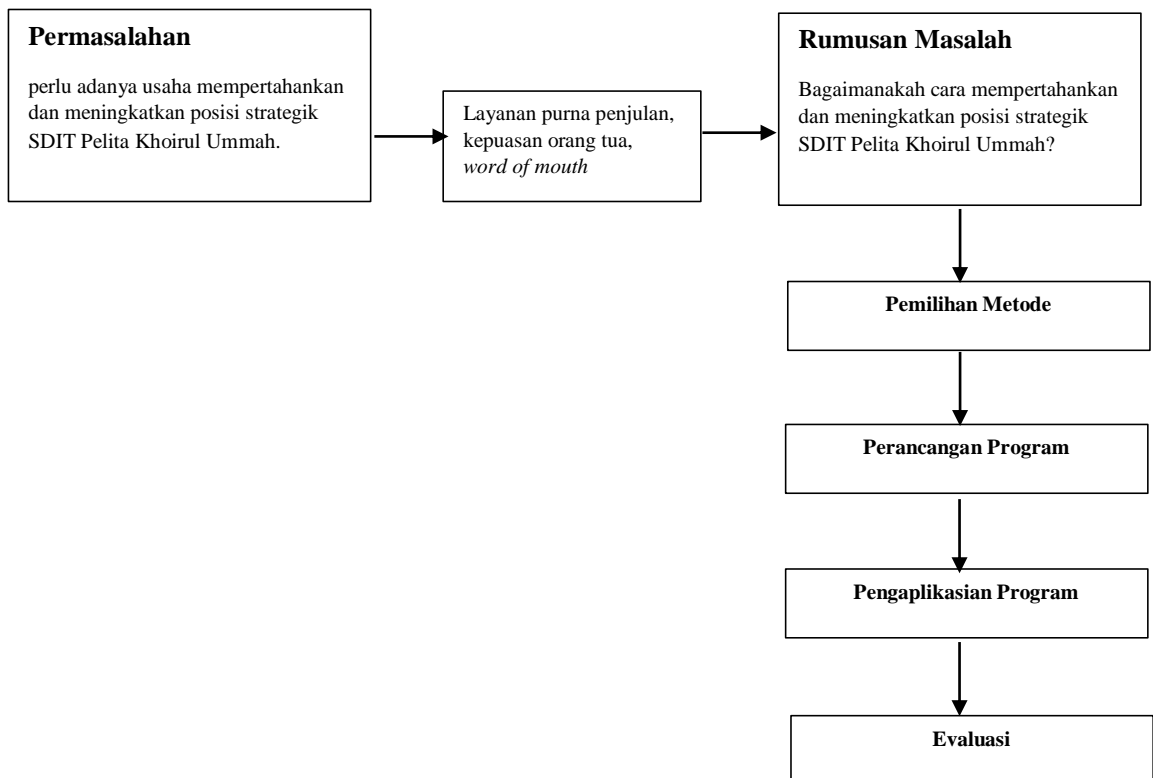 Permasalahan
perlu adanya usaha mempertahankan
dan meningkatkan posisi strategik
SDIT Pelita Khoirul Ummah.
Layanan purna penjulan,
kepuasan orang tua,
word of mouth
Rumusan Masalah
Bagaimanakah cara mempertahankan
dan meningkatkan posisi strategik
SDIT Pelita Khoirul Ummah?
Pemilihan Metode
Perancangan Program
Pengaplikasian Program
Evaluasi